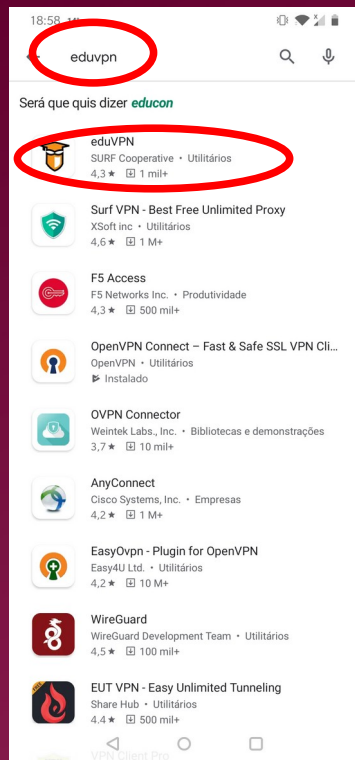 18:58
eduvpn
Será que quis dizer educon
eduVPN
SURF Cooperative • Utilitários
4,3 ★ 1 mil+
Surf VPN - Best Free Unlimited Proxy
XSoft inc • Utilitários
4,6 ★ 1 M+
F5 Access
F5 Networks Inc. • Produtividade
4,3 ★ 500 mil+
OpenVPN Connect – Fast & Safe SSL VPN Cli...
OpenVPN • Utilitários
Instalado
OVPN Connector
Weintek Labs., Inc. • Bibliotecas e demonstrações
3,7 ★ 10 mil+
AnyConnect
Cisco Systems, Inc. • Empresas
4,2 ★ 1 M+
EasyOvpn - Plugin for OpenVPN
Easy4U Ltd. • Utilitários
4,2 ★ 10 M+
WireGuard
WireGuard Development Team • Utilitários
4,5 ★ 100 mil+
FREE
EUT VPN - Easy Unlimited Tunneling
Share Hub • Utilitários
4,4 ★ 500 mil+
VPN Client Pro